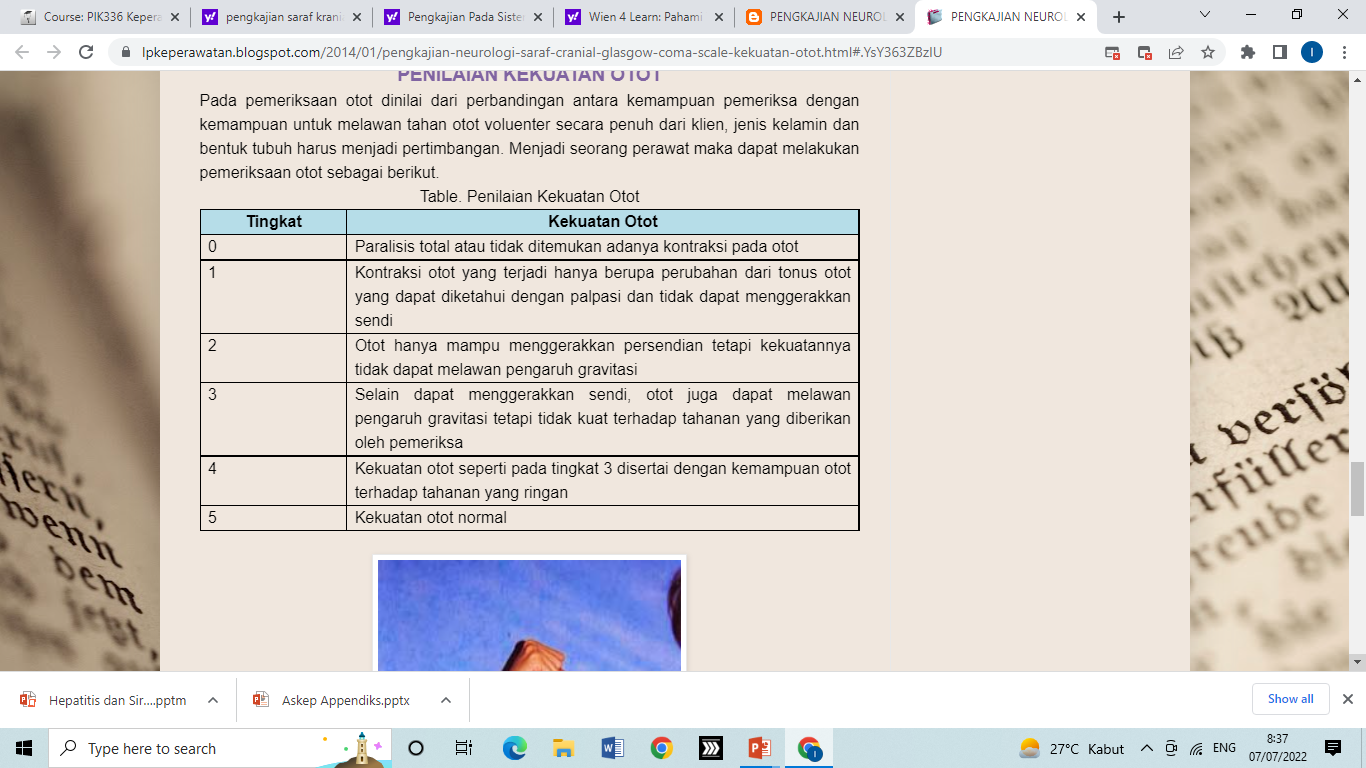 Course: PIK336 Kepera
pengkajian saraf krani
Pengkajian Pada Sister
Wien 4 Learn: Pahami
PENGKAJIAN NEUROL
PENGKAJIAN NEUROL
lpkeperawatan.blogspot.com/2014/01/pengkajian-neurologi-saraf-cranial-glasgow-coma-scale-kekuatan-otot.html#.YsY363ZBzIU
PENILAIAN KEKUATAN OTOT
Pada pemeriksaan otot dinilai dari perbandingan antara kemampuan pemeriksa dengan
kemampuan untuk melawan tahan otot voluenter secara penuh dari klien, jenis kelamin dan
bentuk tubuh harus menjadi pertimbangan. Menjadi seorang perawat maka dapat melakukan
pemeriksaan otot sebagai berikut.
Table. Penilaian Kekuatan Otot
Tingkat Kekuatan Otot
0 Paralisis total atau tidak ditemukan adanya kontraksi pada otot
1 Kontraksi otot yang terjadi hanya berupa perubahan dari tonus otot
yang dapat diketahui dengan palpasi dan tidak dapat menggerakkan
sendi
2 Otot hanya mampu menggerakkan persendian tetapi kekuatannya
tidak dapat melawan pengaruh gravitasi
3 Selain dapat menggerakkan sendi, otot juga dapat melawan
pengaruh gravitasi tetapi tidak kuat terhadap tahanan yang diberikan
oleh pemeriksa
4 Kekuatan otot seperti pada tingkat 3 disertai dengan kemampuan otot
terhadap tahanan yang ringan
5 Kekuatan otot normal
wenn
dem
Hepatitis dan Sir....pptm
Askep Appendiks.pptx
Show all
Type here to search
27°C Kabut
ENG
8:37
07/07/2022